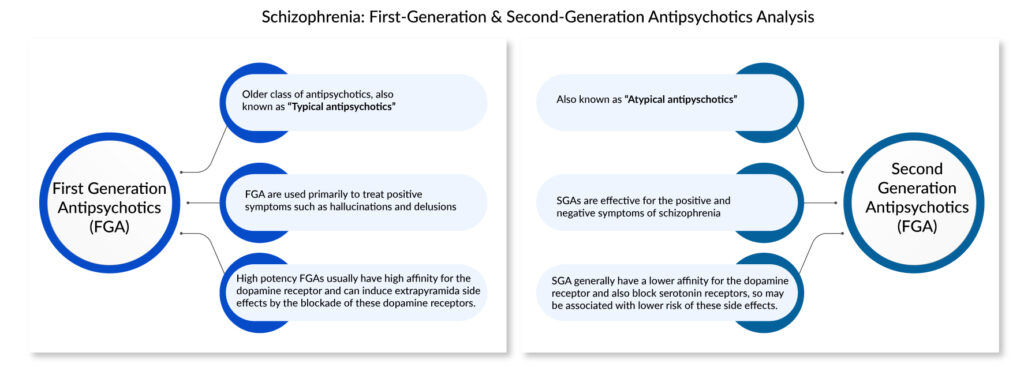 Schizophrenia: First-Generation & Second-Generation Antipsychotics Analysis
First Generation
Antipsychotics
(FGA)
Older class of antipsychotics, also
known as “Typical antipsychotics”
FGA are used primarily to treat positive
symptoms such as hallucinations and delusions
High potency FGAs usually have high affinity for the
dopamine receptor and can induce extrapyramida side
effects by the blockade of these dopamine receptors.
Also known as “Atypical antipyschotics”
SGAs are effective for the positive and
negative symptoms of schizophrenia
SGA generally have a lower affinity for the dopamine
receptor and also block serotonin receptors, so may
be associated with lower risk of these side effects.
Second
Generation
Antipsychotics
(FGA)